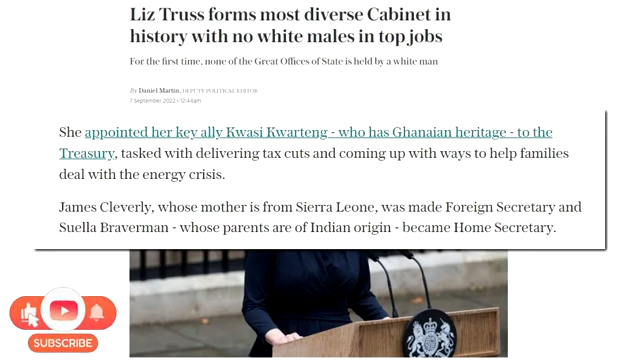 Liz Truss forms most diverse Cabinet in
history with no white males in top jobs
For the first time, none of the Great Offices of State is held by a white man
By Daniel Martin, DEPUTY POLITICAL EDITOR
7 September 2022 • 12:44am
She appointed her key ally Kwasi Kwarteng - who has Ghanaian heritage - to the
Treasury, tasked with delivering tax cuts and coming up with ways to help families
deal with the energy crisis.
James Cleverly, whose mother is from Sierra Leone, was made Foreign Secretary and
Suella Braverman - whose parents are of Indian origin - became Home Secretary.
SUBSCRIBE